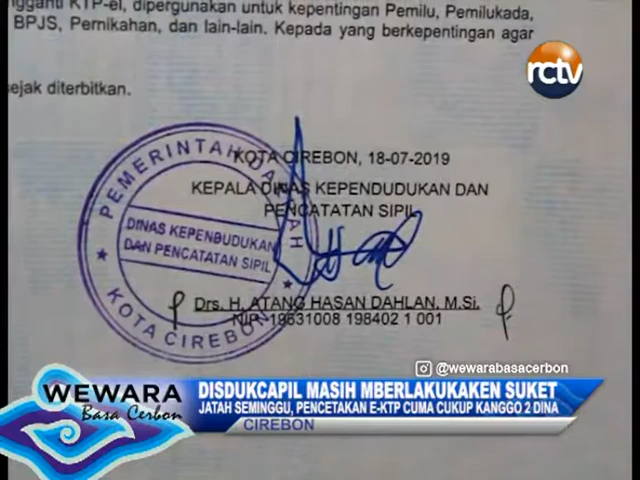 ngganti KTP-el, dipergunakan untuk kepentingan Pemilu, Pemilukada,
BPJS, Pernikahan, dan lain-lain. Kepada yang berkepentingan agar
sejak diterbitkan.
rctv
KOTA CIREBON, 18-07-2019
KEPALA DINAS KEPENDUDUKAN DAN
PENCATATAN SIPIL
PEMERINTAH DAERAH
DINAS KEPENDUDUKAN
DAN PENCATATAN SIPIL
KOTA CIREBON
Drs. H. ATANG HASAN DAHLAN, M.Si.
NIP. 19631008 198402 1 001
@wewarabasacerbon
WEWARA
Basa Cerbon
DISDUKCAPIL MASIH MBERLAKUKAKEN SUKET
JATAH SEMINGGU, PENCETAKAN E-KTP CUMA CUKUP KANGGO 2 DINA
CIREBON